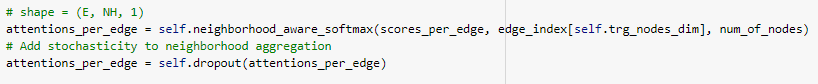 # shape = (E, NH, 1)
attentions_per_edge = self.neighborhood_aware_softmax(scores_per_edge, edge_index[self.trg_nodes_dim], num_of_nodes)
# Add stochasticity to neighborhood aggregation
attentions_per_edge = self.dropout(attentions_per_edge)